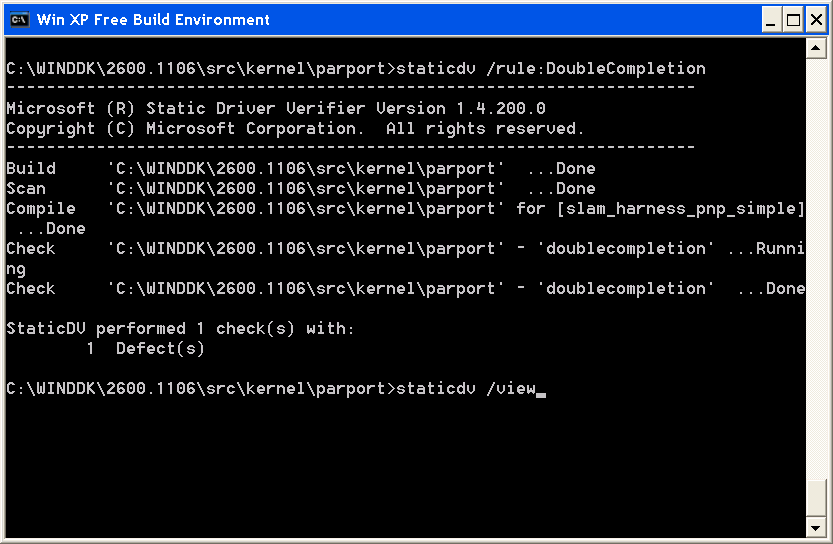 Win XP Free Build Environment
C:\WINDDK\2600.1106\src\kernel\parport>staticdv /rule:DoubleCompletion
---------------------------------------------------------------------
Microsoft (R) Static Driver Verifier Version 1.4.200.0
Copyright (C) Microsoft Corporation.  All rights reserved.
---------------------------------------------------------------------
Build     'C:\WINDDK\2600.1106\src\kernel\parport'  ...Done
Scan      'C:\WINDDK\2600.1106\src\kernel\parport'  ...Done
Compile   'C:\WINDDK\2600.1106\src\kernel\parport' for [slam_harness_pnp_simple]
 ...Done
Check     'C:\WINDDK\2600.1106\src\kernel\parport' - 'doublecompletion' ...Runni
ng
Check     'C:\WINDDK\2600.1106\src\kernel\parport' - 'doublecompletion'  ...Done
StaticDV performed 1 check(s) with:
        1  Defect(s)
C:\WINDDK\2600.1106\src\kernel\parport>staticdv /view_